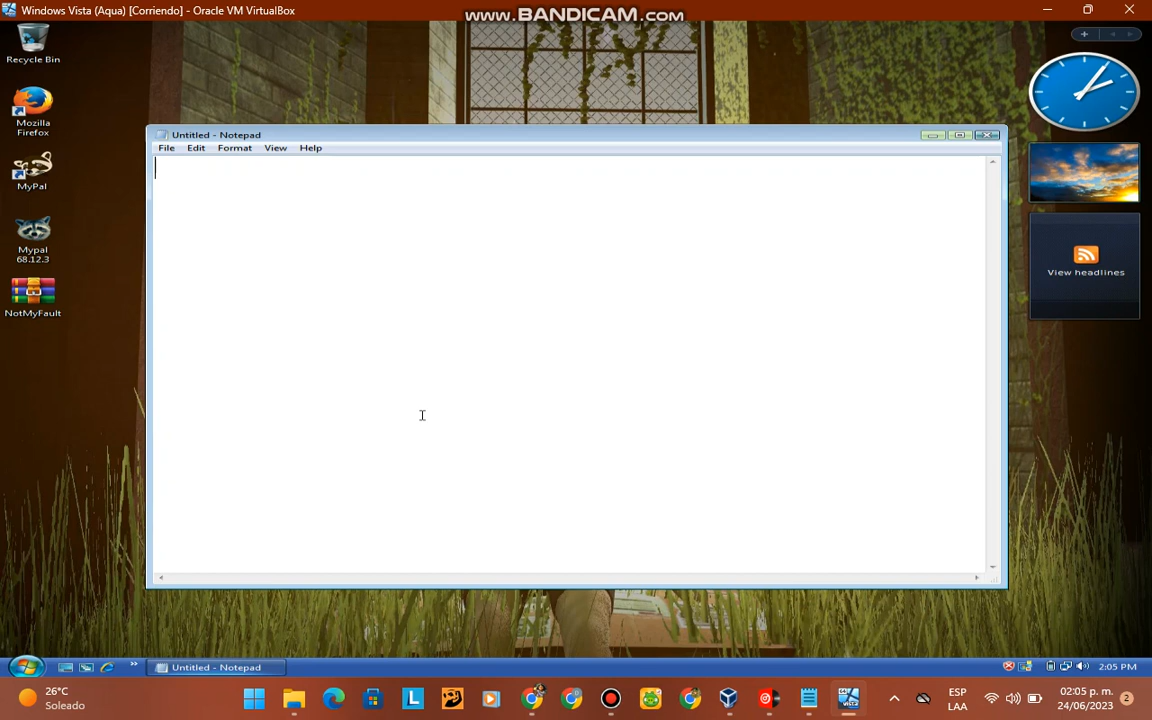 Windows Vista (Aqua) [Corriendo] - Oracle VM VirtualBox
www.BANDICAM.com
Recycle Bin
Mozilla
Firefox
MyPal
Mypal
68.12.3
NotMyFault
Untitled - Notepad
File Edit Format View Help
View headlines
Untitled - Notepad
2:05 PM
26°C
Soleado
ESP
LAA
02:05 p. m.
24/06/2023
2